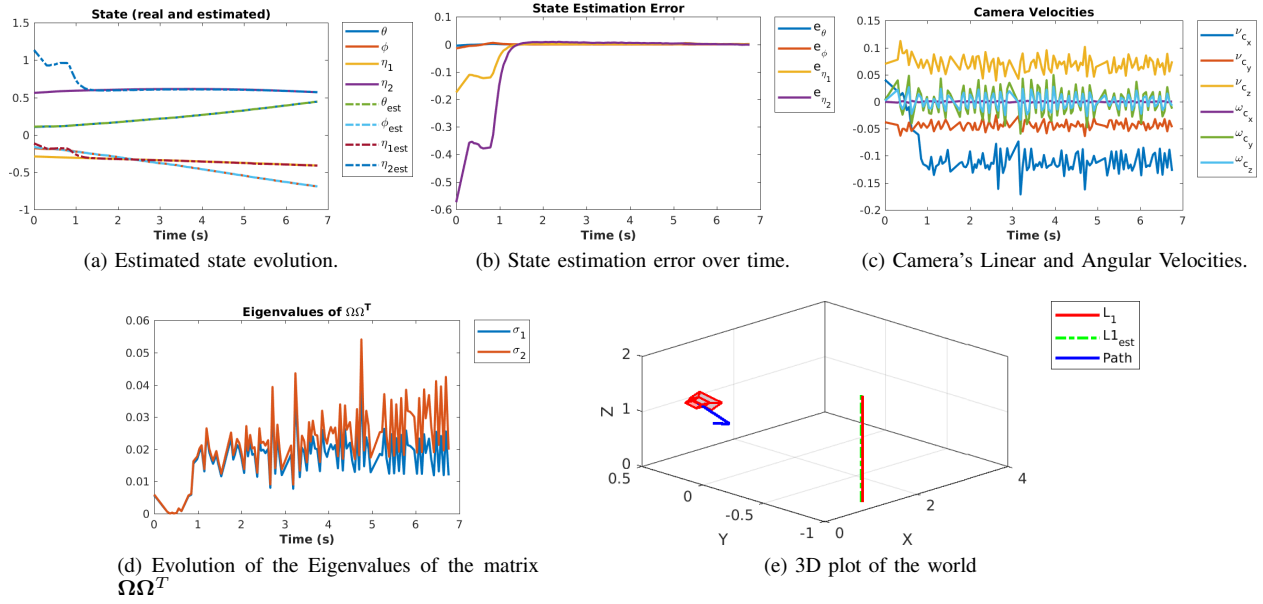 State (real and estimated)
1.5
1
0.5
0
-0.5
-1
0 1 2 3 4 5 6 7
Time (s)
θ
ϕ
η1
η2
θest
ϕest
η1est
η2est
(a) Estimated state evolution.
State Estimation Error
0.1
0
-0.1
-0.2
-0.3
-0.4
-0.5
-0.6
0 1 2 3 4 5 6 7
Time (s)
eθ
eϕ
eη1
eη2
(b) State estimation error over time.
Camera Velocities
0.15
0.1
0.05
0
-0.05
-0.1
-0.15
-0.2
0 1 2 3 4 5 6 7
Time (s)
νcx
νcy
νcz
ωcx
ωcy
ωcz
(c) Camera's Linear and Angular Velocities.
Eigenvalues of ΩΩT
0.06
0.05
0.04
0.03
0.02
0.01
0
0 1 2 3 4 5 6 7
Time (s)
σ1
σ2
(d) Evolution of the Eigenvalues of the matrix
ΩΩT
2
1
0
Z
0.5
0
-0.5
-1
Y
0
2
4
X
L1
L1est
Path
(e) 3D plot of the world